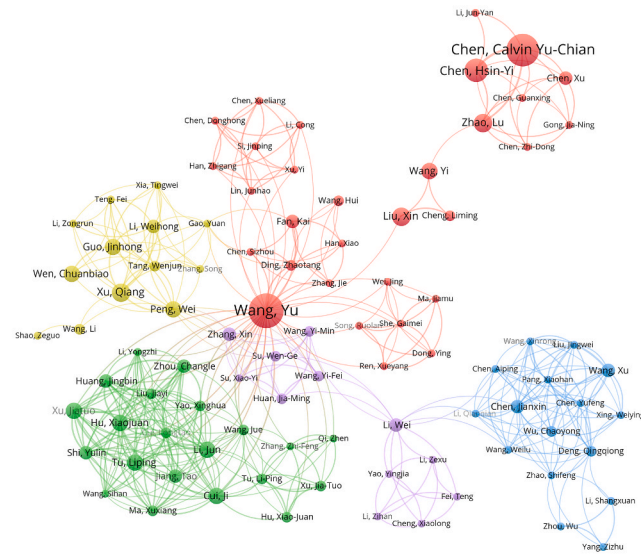 Li, Jun-Yan
Chen, Calvin Yu-Chian
Chen, Hsin-Yi
Chen, Xu
Chen, Guanxing
Zhao, Lu
Gong, Jia-Ning
Chen, Zhi-Dong
Chen, Xueliang
Chen, Donghong
Li, Cong
Si, Jinping
Han, Zhigang
Xu, Yi
Lin, Junhao
Wang, Yi
Liu, Xin
Cheng, Liming
Wang, Hui
Fan, Kai
Han, Xiao
Chen, Sizhou
Ding, Zhaotang
Zhang, Jie
Xia, Tingwei
Teng, Fei
Li, Zongrun
Li, Weihong
Gao, Yuan
Guo, Jinhong
Tang, Wenjun
Zhang, Song
Wen, Chuanbiao
Xu, Qiang
Peng, Wei
Wang, Li
Shao, Zeguo
Wang, Yu
Wei, Jing
Ma, Jiamu
Song, Ruolan
She, Gaimei
Dong, Ying
Ren, Xueyang
Zhang, Xin
Wang, Yi-Min
Su, Wen-Ge
Su, Xiao-Yi
Wang, Yi-Fei
Huan, Jia-Ming
Li, Yongzhi
Zhou, Changle
Huang, Jingbin
Liu, Jiayi
Xu, Jiatuo
Yao, Xinghua
Hu, Xiaojuan
Wang, Jue
Qi, Zhen
Zhang, Zhi-Feng
Shi, Yulin
Li, Jun
Tu, Liping
Jiang, Tao
Tu, Li-Ping
Xu, Jia-Tuo
Wang, Sihan
Cui, Ji
Ma, Xuxiang
Hu, Xiao-Juan
Li, Wei
Li, Zexu
Yao, Yingjia
Fei, Teng
Li, Zihan
Cheng, Xiaolong
Wang, Xinrong
Liu, Jingwei
Chen, Aiping
Wang, Xu
Pang, Xiaohan
Chen, Jianxin
Chen, Yufeng
Xing, Weiying
Wu, Chaoyong
Wang, Weilu
Deng, Qingqiong
Zhao, Shifeng
Li, Shangxuan
Zhou, Wu
Yang, Zizhu